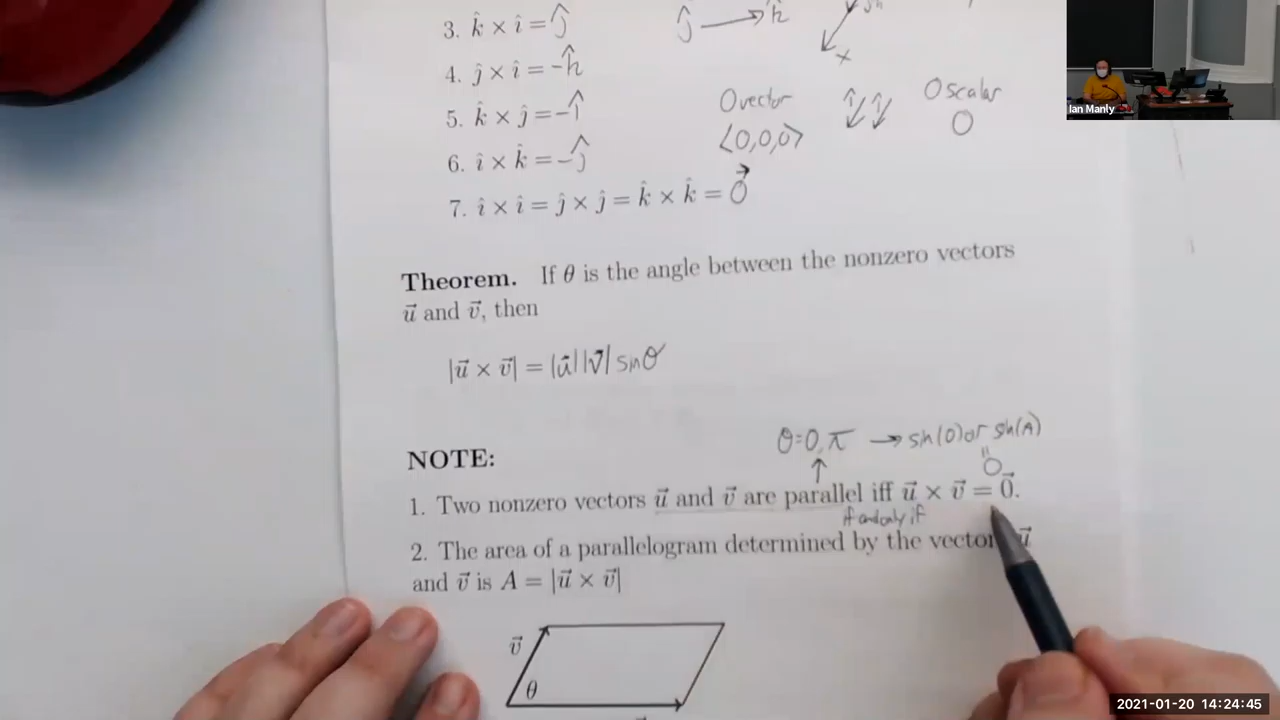 3. k̂ × î = ĵ
ĵ → k̂
x
4. ĵ × î = -k̂
5. k̂ × ĵ = -î
0 vector
0 scalar
<0,0,0>
0
6. î × k̂ = -ĵ
7. î × î = ĵ × ĵ = k̂ × k̂ = 0⃗
Theorem. If θ is the angle between the nonzero vectors
u⃗ and v⃗, then
|u⃗ × v⃗| = |u⃗||v⃗| sinθ
θ=0,π → sin(0) or sin(π)
"
0
NOTE:
1. Two nonzero vectors u⃗ and v⃗ are parallel iff u⃗ × v⃗ = 0⃗.
if and only if
2. The area of a parallelogram determined by the vector u⃗
and v⃗ is A = |u⃗ × v⃗|
v⃗
θ
Ian Manly
2021-01-20 14:24:45